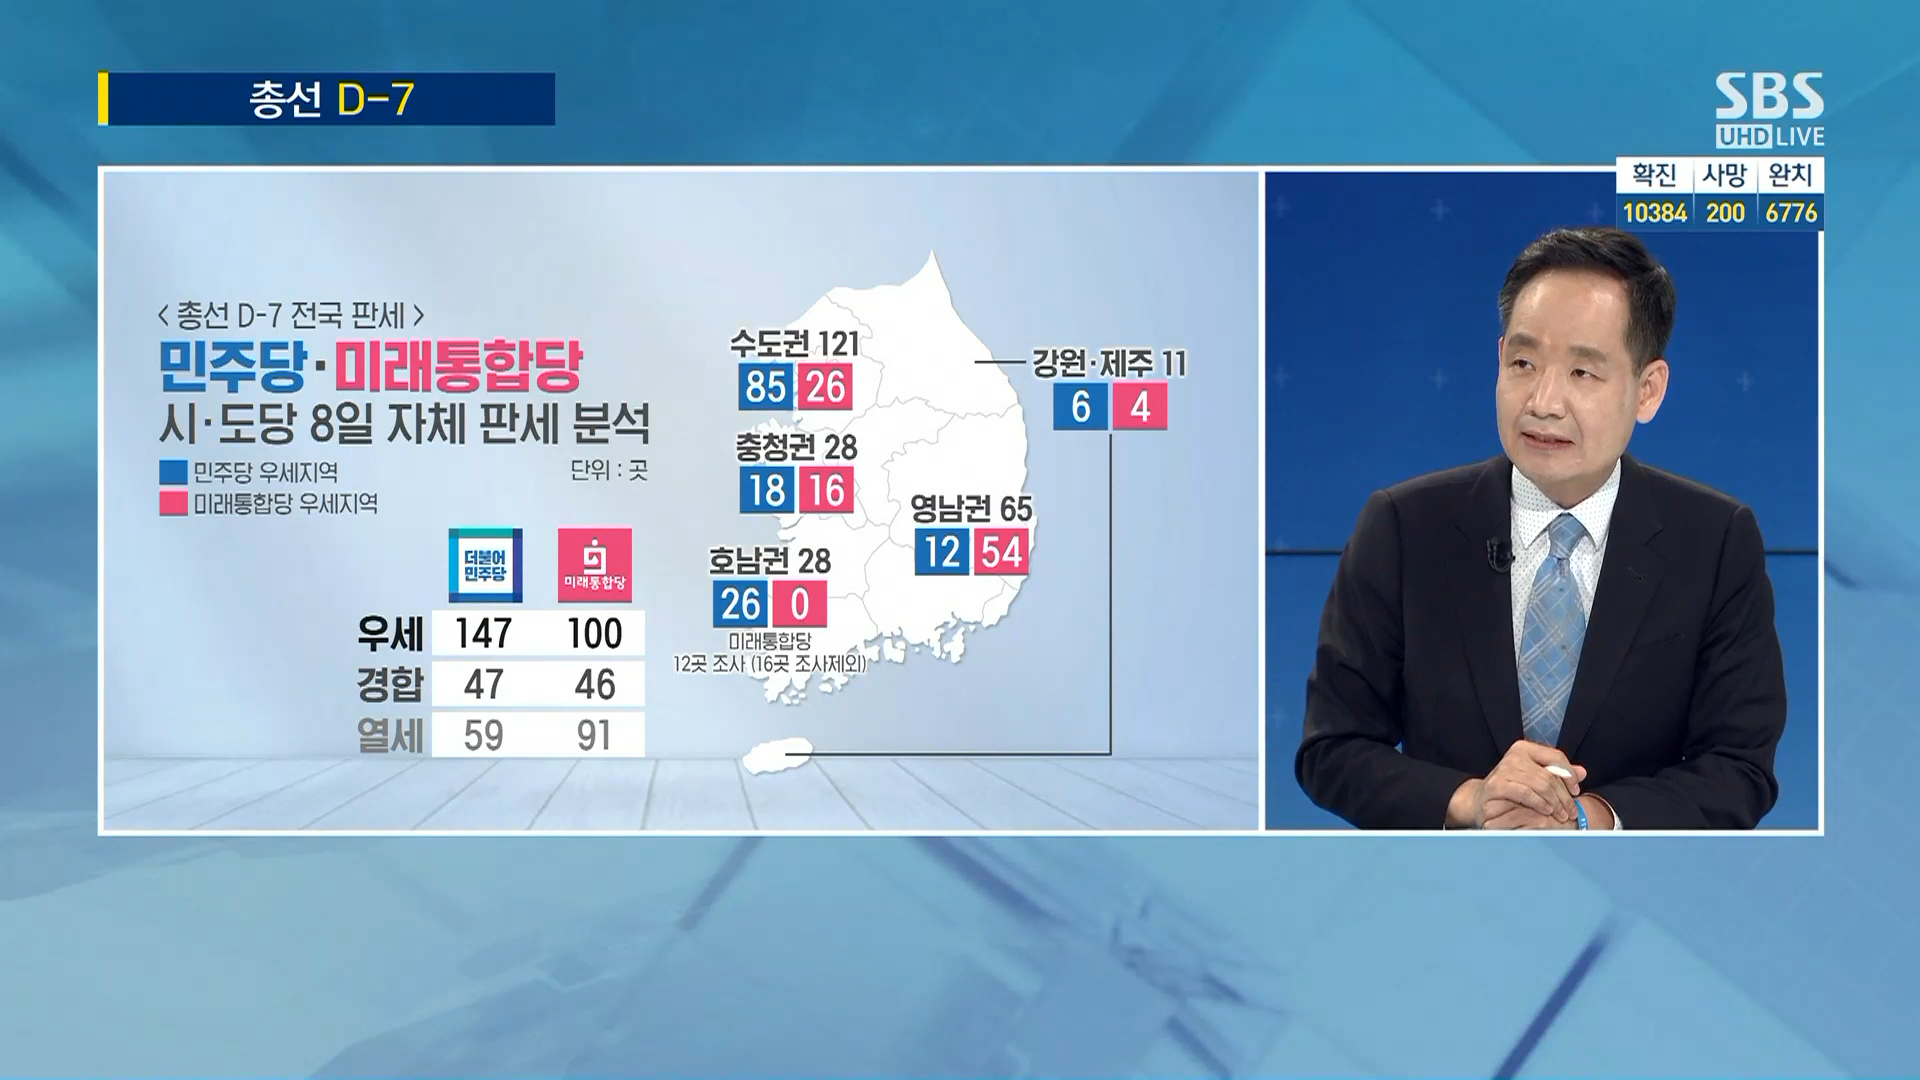 총선 D-7
SBS
UHD LIVE
확진 사망 완치
10384 200 6776
< 총선 D-7 전국 판세 >
민주당·미래통합당
시·도당 8일 자체 판세 분석
민주당 우세지역
단위 : 곳
미래통합당 우세지역
더불어
민주당
미래통합당
우세 147 100
경합 47 46
열세 59 91
수도권 121
85 26
강원·제주 11
6 4
충청권 28
18 16
영남권 65
12 54
호남권 28
26 0
미래통합당
12곳 조사 (16곳 조사제외)